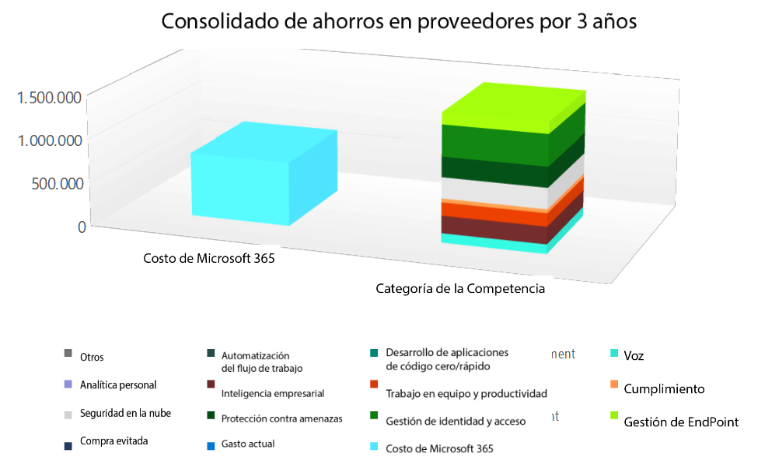 Consolidado de ahorros en proveedores por 3 años
1.500.000
1.000.000
500.000
0
Costo de Microsoft 365
Categoría de la Competencia
Otros
Automatización
del flujo de trabajo
Desarrollo de aplicaciones
de código cero/rápido
ment
Voz
Analítica personal
Inteligencia empresarial
Trabajo en equipo y productividad
Cumplimiento
Seguridad en la nube
Protección contra amenazas
Gestión de identidad y acceso
nt
Gestión de EndPoint
Compra evitada
Gasto actual
Costo de Microsoft 365